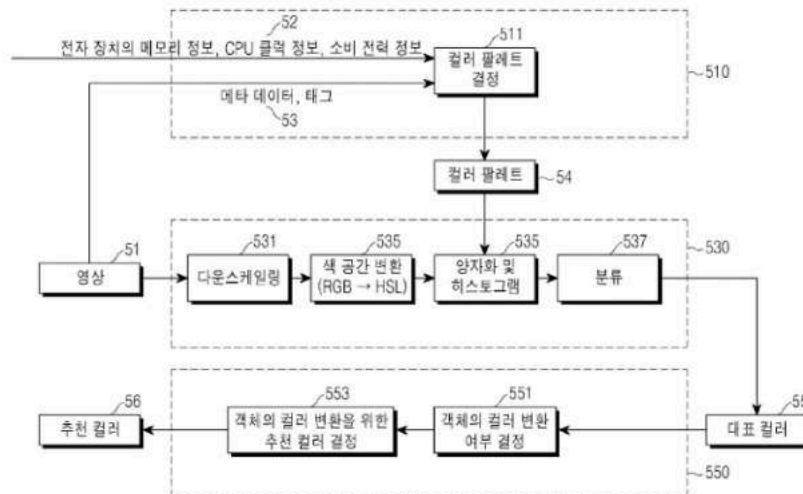 52
전자 장치의 메모리 정보, CPU 클럭 정보, 소비 전력 정보
511
컬러 팔레트
결정
510
메타 데이터, 태그
53
컬러 팔레트
54
51
영상
531
다운스케일링
535
색 공간 변환
(RGB → HSL)
535
양자화 및
히스토그램
537
분류
530
56
추천 컬러
553
객체의 컬러 변환을 위한
추천 컬러 결정
551
객체의 컬러 변환
여부 결정
55
대표 컬러
550